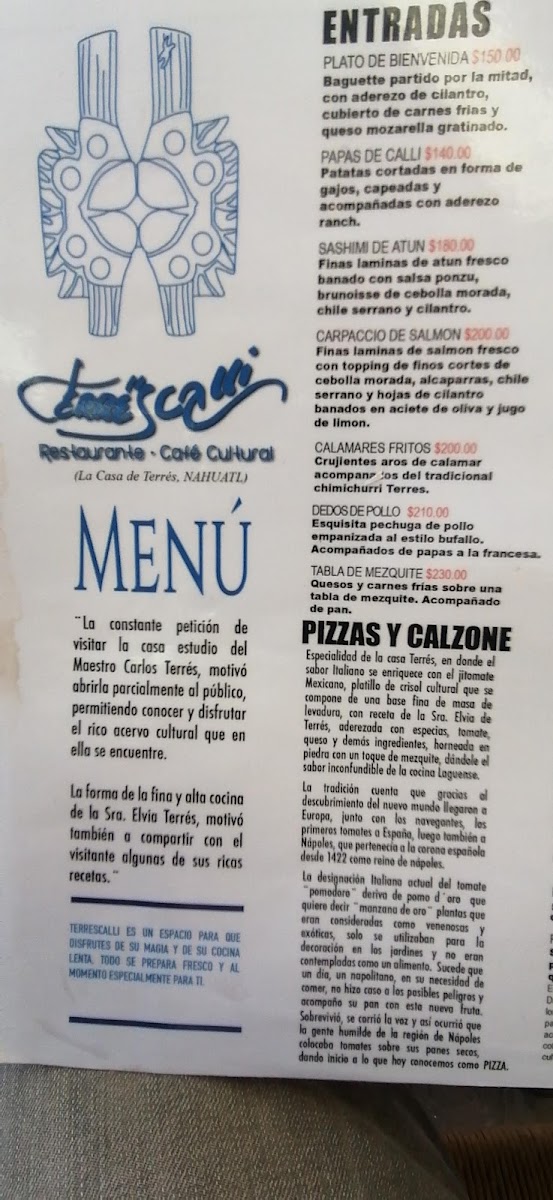 Terréscalli
Restaurante · Café Cultural
(La Casa de Terrés, NAHUATL)
MENÚ
¨La constante petición de
visitar la casa estudio del
Maestro Carlos Terrés, motivó
abrirla parcialmente al público,
permitiendo conocer y disfrutar
el rico acervo cultural que en
ella se encuentre.
La forma de la fina y alta cocina
de la Sra. Elvia Terrés, motivó
también a compartir con el
visitante algunas de sus ricas
recetas.¨
TERRESCALLI ES UN ESPACIO PARA QUE
DISFRUTES DE SU MAGIA Y DE SU COCINA
LENTA. TODO SE PREPARA FRESCO Y AL
MOMENTO ESPECIALMENTE PARA TI.
ENTRADAS
PLATO DE BIENVENIDA $150.00
Baguette partido por la mitad,
con aderezo de cilantro,
cubierto de carnes frias y
queso mozarella gratinado.
PAPAS DE CALLI $140.00
Patatas cortadas en forma de
gajos, capeadas y
acompañadas con aderezo
ranch.
SASHIMI DE ATUN $180.00
Finas laminas de atun fresco
banado con salsa ponzu,
brunoisse de cebolla morada,
chile serrano y cilantro.
CARPACCIO DE SALMON $200.00
Finas laminas de salmon fresco
con topping de finos cortes de
cebolla morada, alcaparras, chile
serrano y hojas de cilantro
banados en aciete de oliva y jugo
de limon.
CALAMARES FRITOS $200.00
Crujientes aros de calamar
acompana os del tradicional
chimichurri Terres.
DEDOS DE POLLO $210.00
Esquisita pechuga de pollo
empanizada al estilo bufallo.
Acompañados de papas a la francesa.
TABLA DE MEZQUITE $230.00
Quesos y carnes frias sobre una
tabla de mezquite. Acompañado
de pan.
PIZZAS Y CALZONE
Especialidad de la casa Terrés, en donde el
sabor Italiano se enriquece con el jitomate
Mexicano, platillo de crisol cultural que se
compone de una base fina de masa de
levadura, con receta de la Sra. Elvia de
Terrés, aderezada con especias, tomate,
queso y demás ingredientes, horneada en
piedra con un toque de mezquite, dándole el
sabor inconfundible de la cocina Laguense.
La tradición cuenta que gracias al
descubrimiento del nuevo mundo llegaron a
Europa, junto con los navegantes, los
primeros tomates a España, luego también a
Nápoles, que pertenecía a la corona española
desde 1422 como reino de nápoles.
La designación Italiana actual del tomate
¨pomodoro¨ deriva de pomo d´oro que
quiere decir ¨manzana de oro¨ plantas que
eran consideradas como venenosas y
exóticas, solo se utilizaban para la
decoración en los jardines y no eran
contempladas como un alimento. Sucede que
un día, un napolitano, en su necesidad de
comer, no hizo caso a los posibles peligros y
acompaño su pan con esta nuevo fruta.
Sobrevivió, se corrió la voz y así ocurrió que
la gente humilde de la región de Nápoles
colocaba tomates sobre sus panes secos,
dando inicio a lo que hoy conocemos como PIZZA.